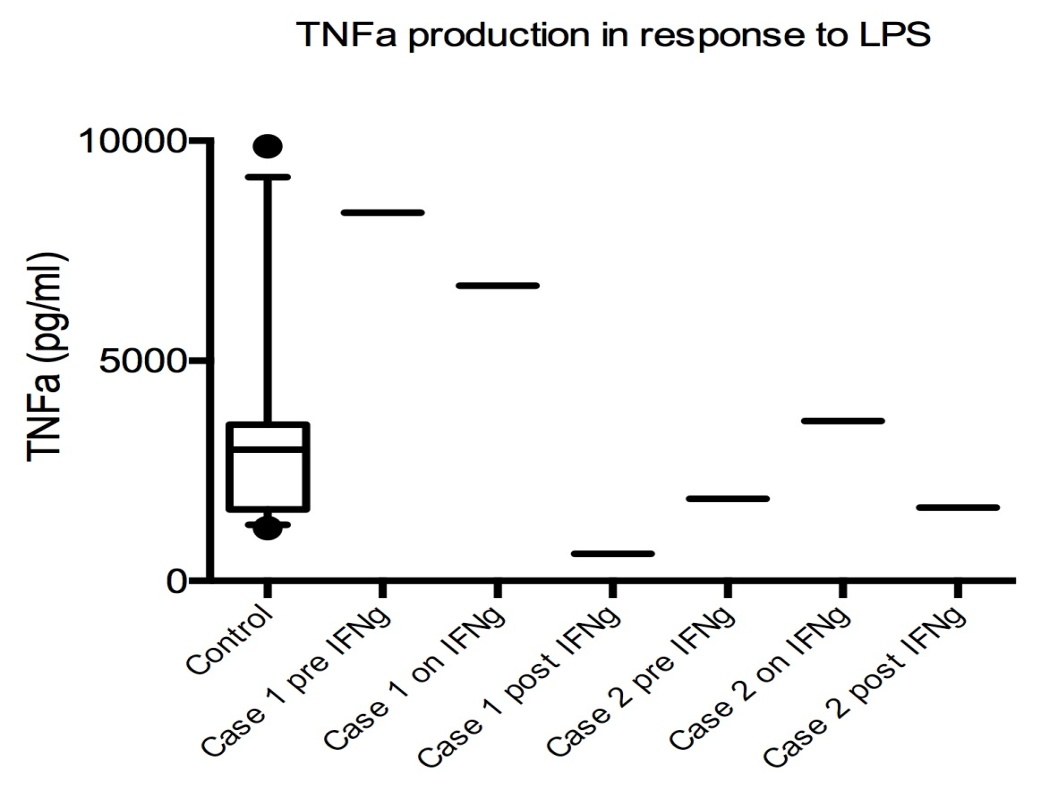 TNFa production in response to LPS
10000
5000
0
TNFa (pg/ml)
Control
Case 1 pre IFNg
Case 1 on IFNg
Case 1 post IFNg
Case 2 pre IFNg
Case 2 on IFNg
Case 2 post IFNg